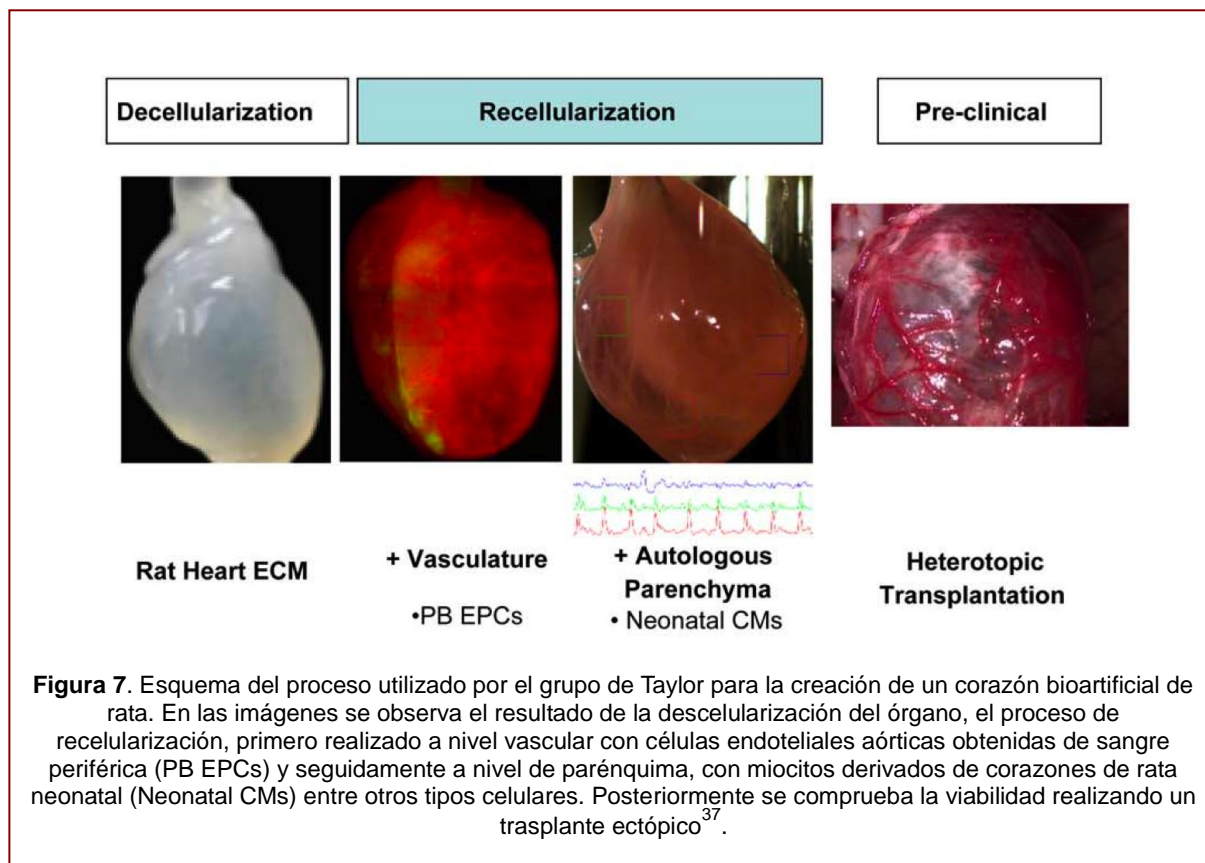 Decellularization
Recellularization
Pre-clinical
Rat Heart ECM
+ Vasculature
•PB EPCs
+ Autologous
Parenchyma
• Neonatal CMs
Heterotopic
Transplantation
Figura 7. Esquema del proceso utilizado por el grupo de Taylor para la creación de un corazón bioartificial de
rata. En las imágenes se observa el resultado de la descelularización del órgano, el proceso de
recelularización, primero realizado a nivel vascular con células endoteliales aórticas obtenidas de sangre
periférica (PB EPCs) y seguidamente a nivel de parénquima, con miocitos derivados de corazones de rata
neonatal (Neonatal CMs) entre otros tipos celulares. Posteriormente se comprueba la viabilidad realizando un
trasplante ectópico37.